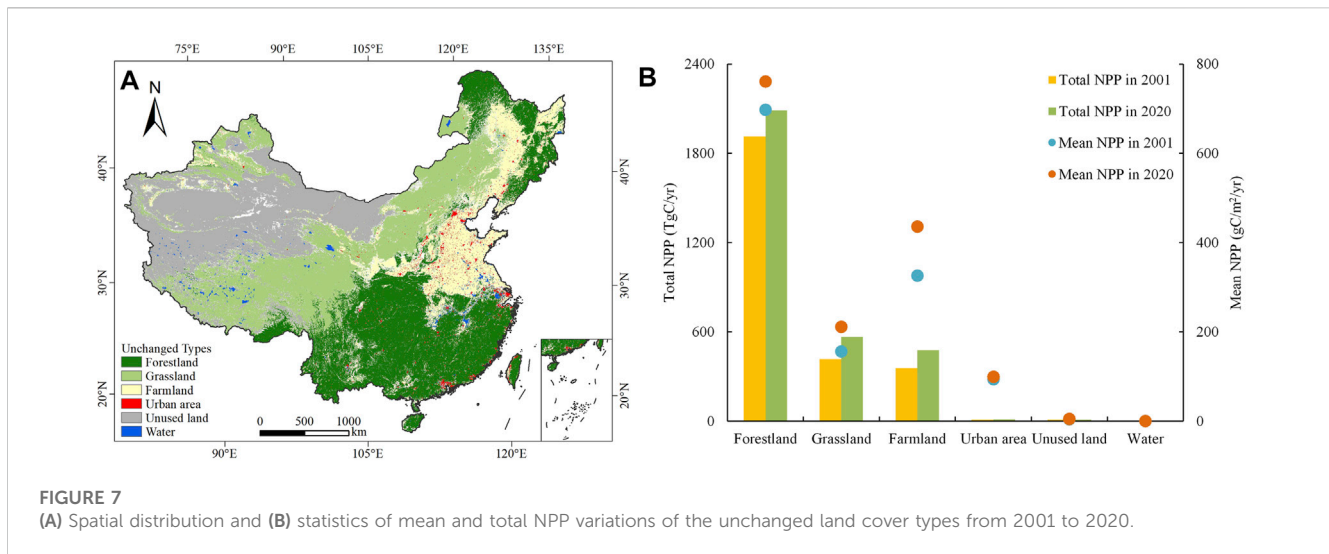 75°E 90°E 105°E 120°E 135°E
A
N
40°N 40°N
30°N 30°N
20°N 20°N
Unchanged Types
Forestland
Grassland
Farmland
Urban area
Unused land
Water
0 500 1000
km
90°E 105°E 120°E
B
2400 800
1800 600
1200 400
600 200
0 0
Total NPP (TgC/yr)
Mean NPP (gC/m²/yr)
Total NPP in 2001
Total NPP in 2020
Mean NPP in 2001
Mean NPP in 2020
Forestland Grassland Farmland Urban area Unused land Water
FIGURE 7
(A) Spatial distribution and (B) statistics of mean and total NPP variations of the unchanged land cover types from 2001 to 2020.